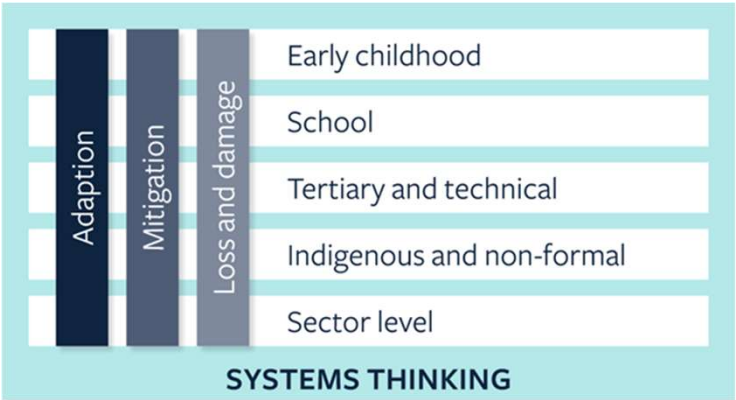 Adaption
Mitigation
Loss and damage
Early childhood
School
Tertiary and technical
Indigenous and non-formal
Sector level
SYSTEMS THINKING